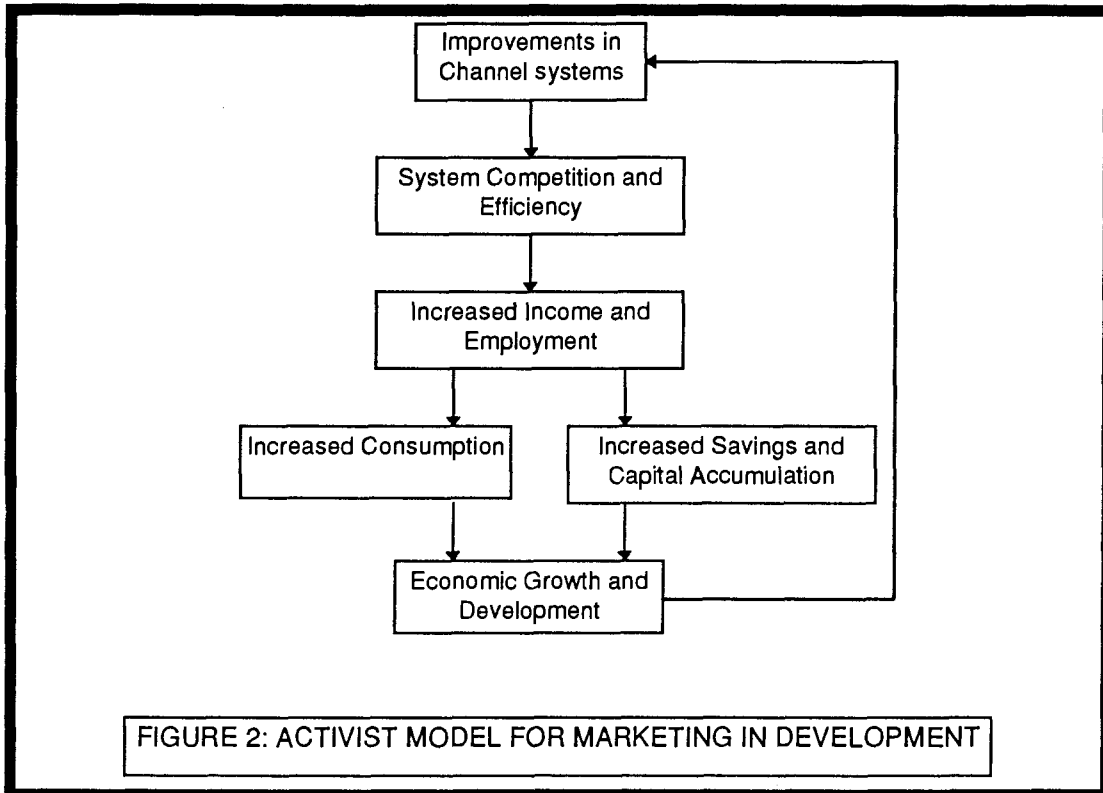 Improvements in
Channel systems
System Competition and
Efficiency
Increased Income and
Employment
Increased Consumption
Increased Savings and
Capital Accumulation
Economic Growth and
Development
FIGURE 2: ACTIVIST MODEL FOR MARKETING IN DEVELOPMENT